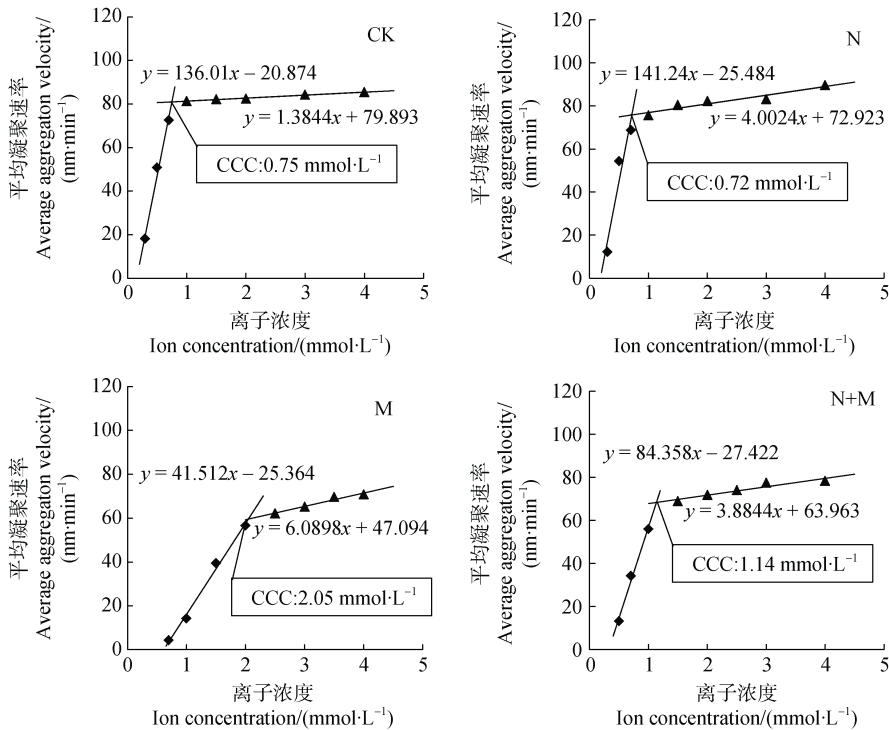 平均凝聚速率
Average aggregaton velocity/
(nm·min⁻¹)
120
100
80
60
40
20
0
CK
y = 136.01x − 20.874
y = 1.3844x + 79.893
CCC:0.75 mmol·L⁻¹
0 1 2 3 4 5
离子浓度
Ion concentration/(mmol·L⁻¹)
平均凝聚速率
Average aggregaton velocity/
(nm·min⁻¹)
120
100
80
60
40
20
0
N
y = 141.24x − 25.484
y = 4.0024x + 72.923
CCC:0.72 mmol·L⁻¹
0 1 2 3 4 5
离子浓度
Ion concentration/(mmol·L⁻¹)
平均凝聚速率
Average aggregaton velocity/
(nm·min⁻¹)
120
100
80
60
40
20
0
M
y = 41.512x − 25.364
y = 6.0898x + 47.094
CCC:2.05 mmol·L⁻¹
0 1 2 3 4 5
离子浓度
Ion concentration/(mmol·L⁻¹)
平均凝聚速率
Average aggregaton velocity/
(nm·min⁻¹)
120
100
80
60
40
20
0
N+M
y = 84.358x − 27.422
y = 3.8844x + 63.963
CCC:1.14 mmol·L⁻¹
0 1 2 3 4 5
离子浓度
Ion concentration/(mmol·L⁻¹)